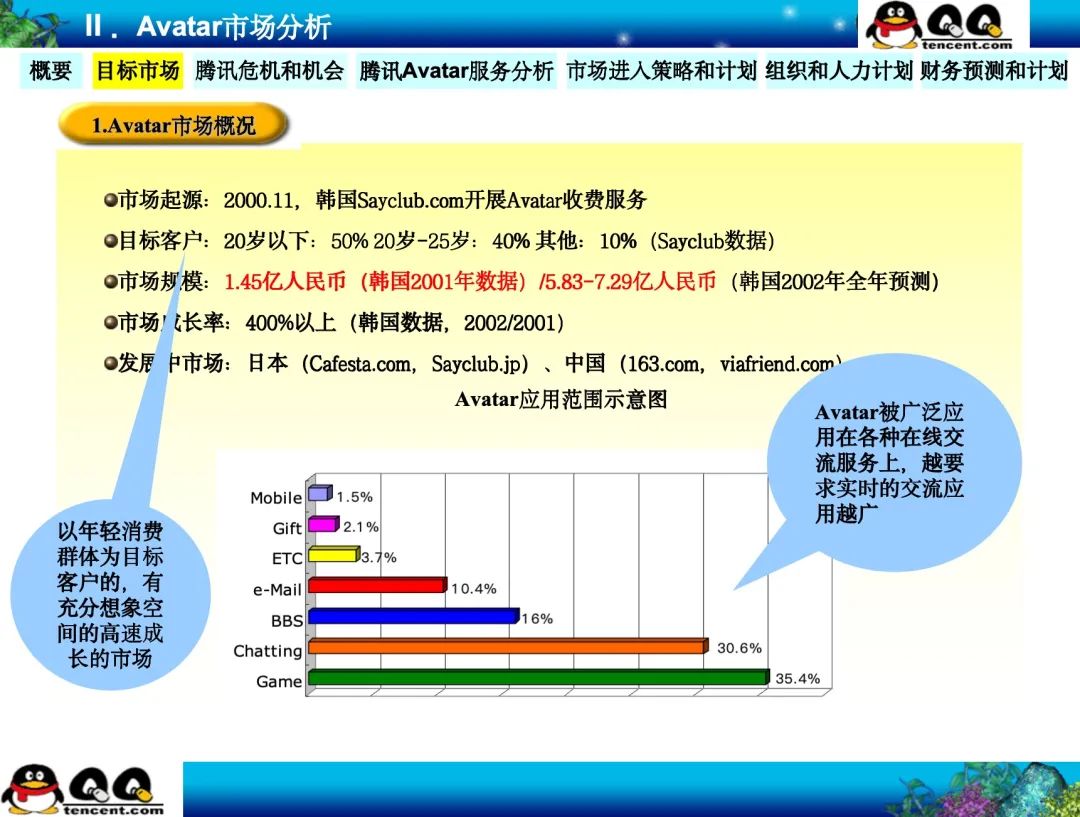 II．Avatar市场分析
QQ
tencent.com
概要 目标市场 腾讯危机和机会 腾讯Avatar服务分析 市场进入策略和计划 组织和人力计划 财务预测和计划
1.Avatar市场概况
市场起源：2000.11，韩国Sayclub.com开展Avatar收费服务
目标客户：20岁以下：50% 20岁-25岁：40% 其他：10%（Sayclub数据）
市场规模：1.45亿人民币（韩国2001年数据）/5.83-7.29亿人民币（韩国2002年全年预测）
市场成长率：400%以上（韩国数据，2002/2001）
发展中市场：日本（Cafesta.com，Sayclub.jp）、中国（163.com，viafriend.com）
Avatar应用范围示意图
Avatar被广泛应
用在各种在线交
流服务上，越要
求实时的交流应
用越广
以年轻消费
群体为目标
客户的，有
充分想象空
间的高速成
长的市场
Mobile 1.5%
Gift 2.1%
ETC 3.7%
e-Mail 10.4%
BBS 16%
Chatting 30.6%
Game 35.4%
QQ
tencent.com